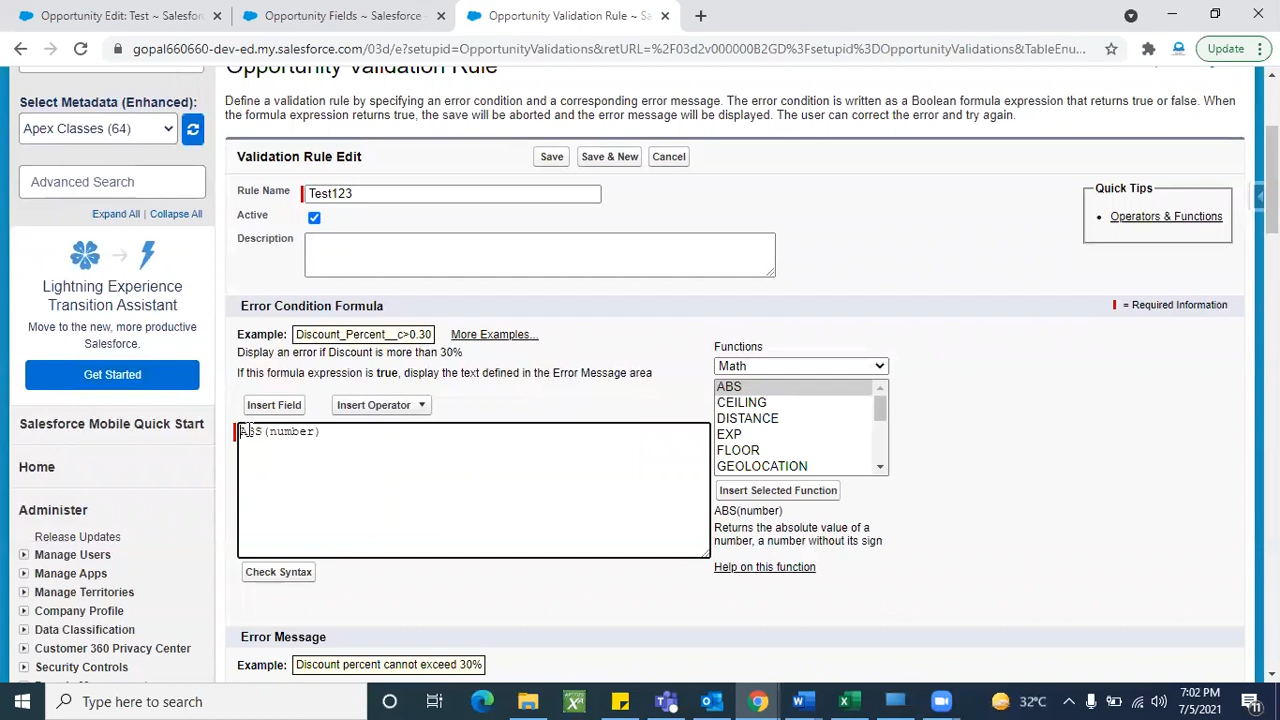 Opportunity Edit: Test ~ Salesfor
Opportunity Fields ~ Salesforce -
Opportunity Validation Rule ~ Sa
gopal660660-dev-ed.my.salesforce.com/03d/e?setupid=OpportunityValidations&retURL=%2F03d2v000000B2GD%3Fsetupid%3DOpportunityValidations&TableEnu...
Update
Select Metadata (Enhanced):
Apex Classes (64)
Advanced Search
Expand All | Collapse All
Lightning Experience
Transition Assistant
Move to the new, more productive
Salesforce.
Get Started
Salesforce Mobile Quick Start
Home
Administer
Release Updates
Manage Users
Manage Apps
Manage Territories
Company Profile
Data Classification
Customer 360 Privacy Center
Security Controls
Opportunity Validation Rule
Define a validation rule by specifying an error condition and a corresponding error message. The error condition is written as a Boolean formula expression that returns true or false. When
the formula expression returns true, the save will be aborted and the error message will be displayed. The user can correct the error and try again.
Validation Rule Edit
Save
Save & New
Cancel
Rule Name
Test123
Active
Description
Quick Tips
Operators & Functions
Error Condition Formula
= Required Information
Example:
Discount_Percent__c>0.30
More Examples...
Display an error if Discount is more than 30%
If this formula expression is true, display the text defined in the Error Message area
Insert Field
Insert Operator
ABS(number)
Check Syntax
Functions
Math
ABS
CEILING
DISTANCE
EXP
FLOOR
GEOLOCATION
Insert Selected Function
ABS(number)
Returns the absolute value of a
number, a number without its sign
Help on this function
Error Message
Example:
Discount percent cannot exceed 30%
Type here to search
32°C
7:02 PM
7/5/2021